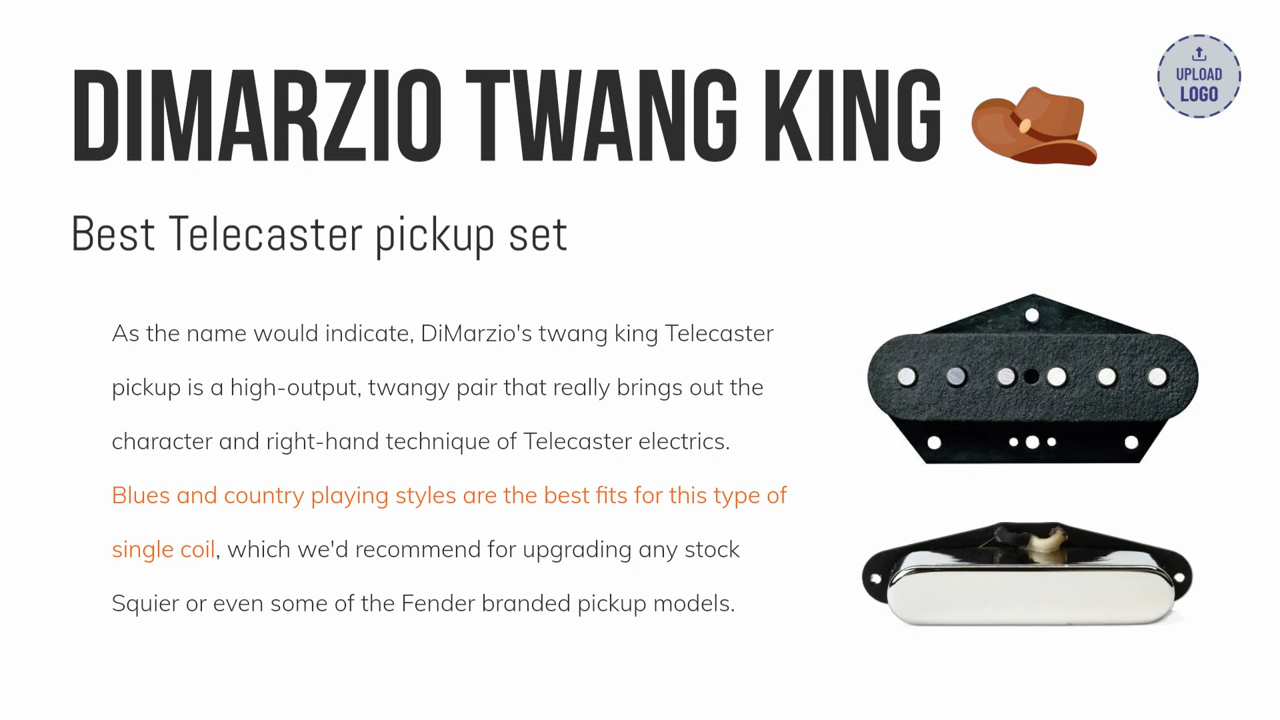 DIMARZIO TWANG KING
UPLOAD
LOGO
Best Telecaster pickup set
As the name would indicate, DiMarzio's twang king Telecaster
pickup is a high-output, twangy pair that really brings out the
character and right-hand technique of Telecaster electrics.
Blues and country playing styles are the best fits for this type of
single coil, which we'd recommend for upgrading any stock
Squier or even some of the Fender branded pickup models.